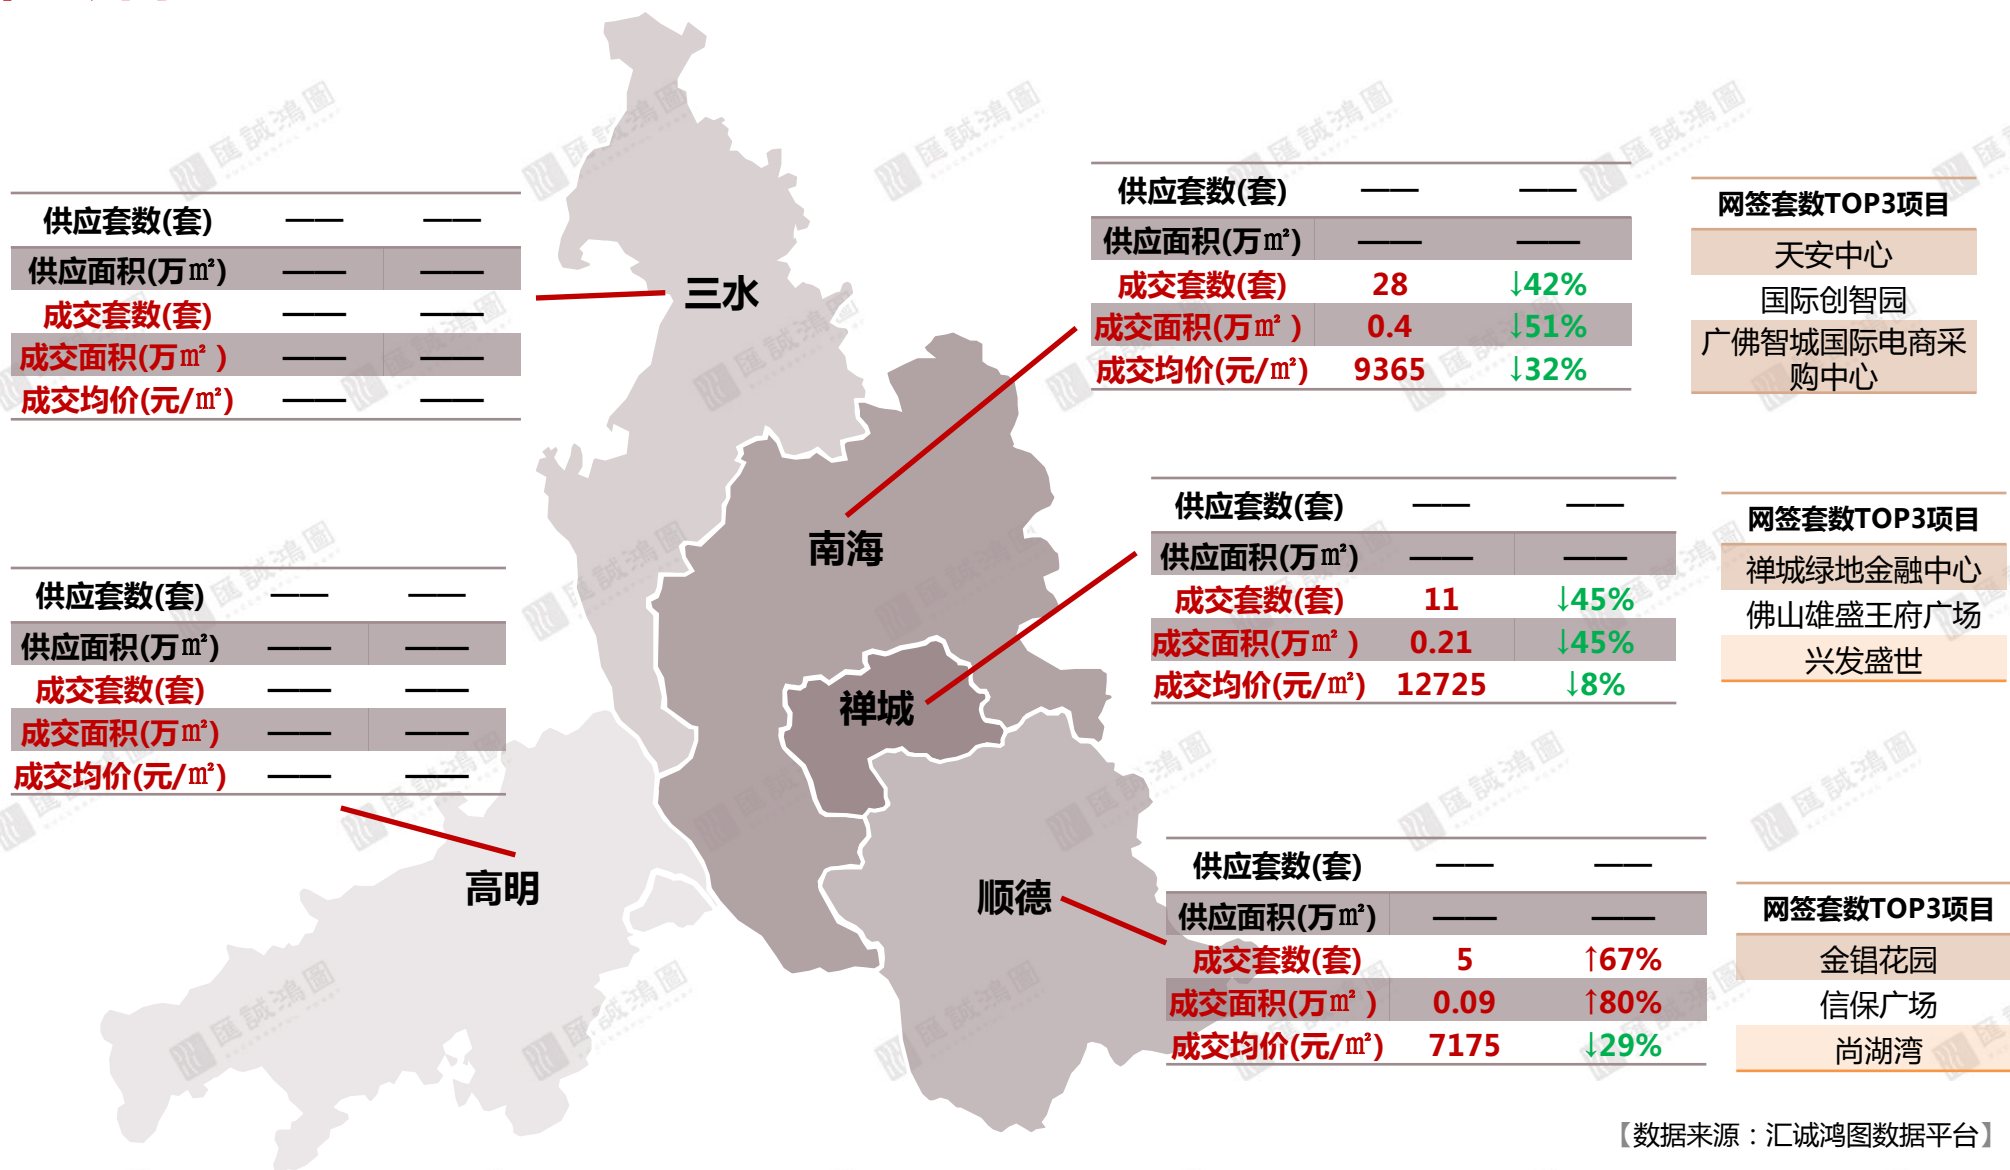 供应套数(套) —— ——
供应面积(万㎡) —— ——
成交套数(套) —— ——
成交面积(万㎡ ) —— ——
成交均价(元/㎡) —— ——
三水
供应套数(套) —— ——
供应面积(万㎡) —— ——
成交套数(套) 28 ↓42%
成交面积(万㎡ ) 0.4 ↓51%
成交均价(元/㎡) 9365 ↓32%
网签套数TOP3项目
天安中心
国际创智园
广佛智城国际电商采
购中心
南海
供应套数(套) —— ——
供应面积(万㎡) —— ——
成交套数(套) 11 ↓45%
成交面积(万㎡ ) 0.21 ↓45%
成交均价(元/㎡) 12725 ↓8%
网签套数TOP3项目
禅城绿地金融中心
佛山雄盛王府广场
兴发盛世
禅城
供应套数(套) —— ——
供应面积(万㎡) —— ——
成交套数(套) —— ——
成交面积(万㎡) —— ——
成交均价(元/㎡) —— ——
高明
顺德
供应套数(套) —— ——
供应面积(万㎡) —— ——
成交套数(套) 5 ↑67%
成交面积(万㎡ ) 0.09 ↑80%
成交均价(元/㎡) 7175 ↓29%
网签套数TOP3项目
金锠花园
信保广场
尚湖湾
【数据来源：汇诚鸿图数据平台】
匯誠鴻圖